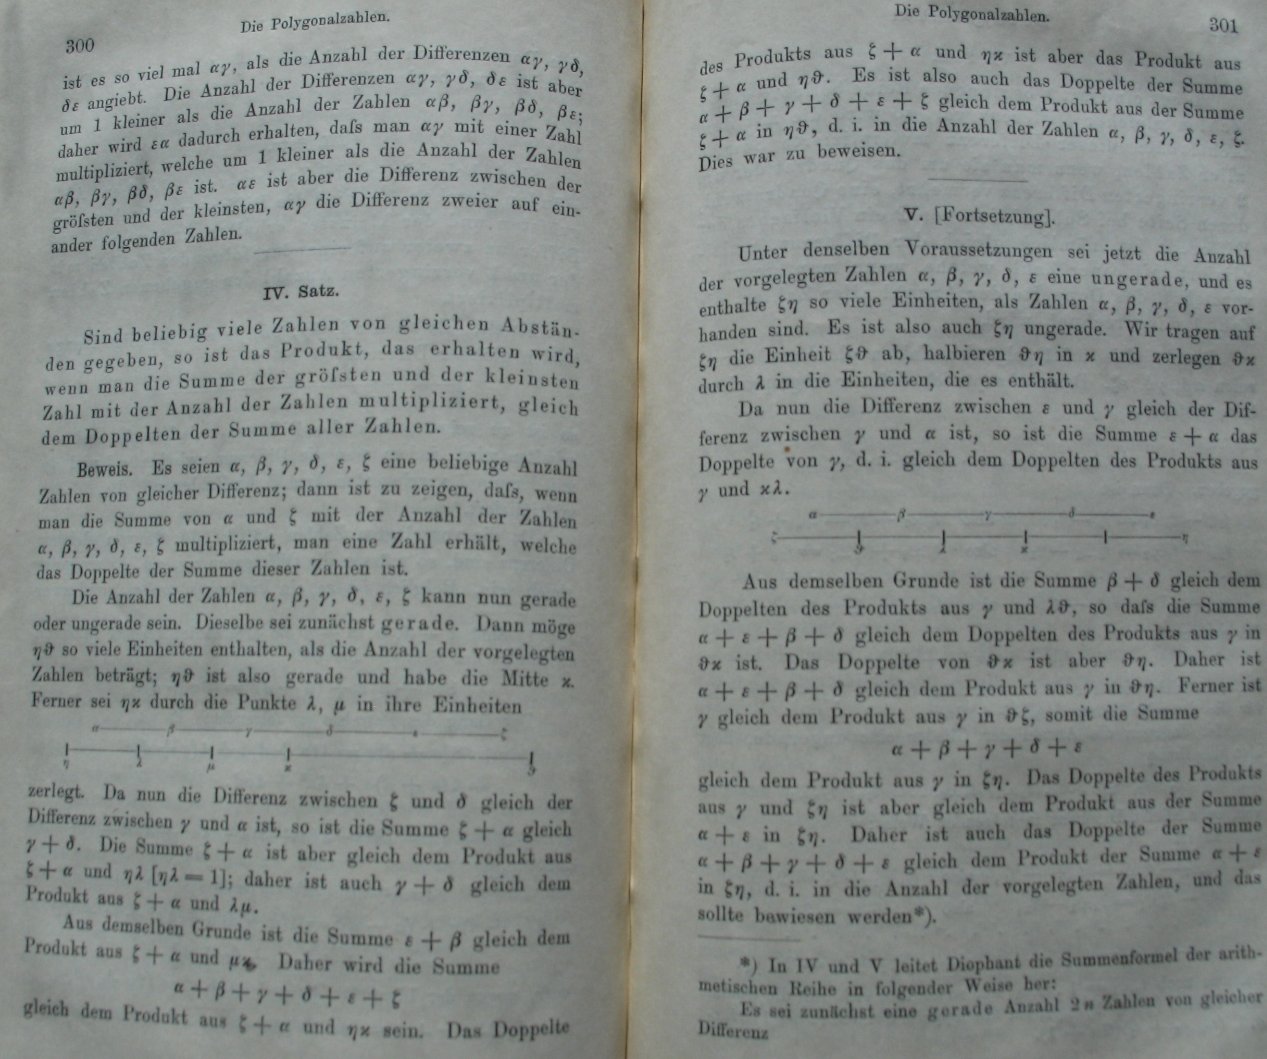 300
Die Polygonalzahlen.
ist es so viel mal αγ, als die Anzahl der Differenzen αγ, γδ,
δε angiebt. Die Anzahl der Differenzen αγ, γδ, δε ist aber
um 1 kleiner als die Anzahl der Zahlen αβ, βγ, βδ, βε;
daher wird εα dadurch erhalten, daſs man αγ mit einer Zahl
multipliziert, welche um 1 kleiner als die Anzahl der Zahlen
αβ, βγ, βδ, βε ist. αε ist aber die Differenz zwischen der
gröſsten und der kleinsten, αγ die Differenz zweier auf ein-
ander folgenden Zahlen.
IV. Satz.
Sind beliebig viele Zahlen von gleichen Abstän-
den gegeben, so ist das Produkt, das erhalten wird,
wenn man die Summe der gröſsten und der kleinsten
Zahl mit der Anzahl der Zahlen multipliziert, gleich
dem Doppelten der Summe aller Zahlen.
Beweis. Es seien α, β, γ, δ, ε, ζ eine beliebige Anzahl
Zahlen von gleicher Differenz; dann ist zu zeigen, daſs, wenn
man die Summe von α und ζ mit der Anzahl der Zahlen
α, β, γ, δ, ε, ζ multipliziert, man eine Zahl erhält, welche
das Doppelte der Summe dieser Zahlen ist.
Die Anzahl der Zahlen α, β, γ, δ, ε, ζ kann nun gerade
oder ungerade sein. Dieselbe sei zunächst gerade. Dann möge
ηϑ so viele Einheiten enthalten, als die Anzahl der vorgelegten
Zahlen beträgt; ηϑ ist also gerade und habe die Mitte ϰ.
Ferner sei ηϰ durch die Punkte λ, μ in ihre Einheiten
α β γ δ ε ζ
η λ μ ϰ ϑ
zerlegt. Da nun die Differenz zwischen ζ und δ gleich der
Differenz zwischen γ und α ist, so ist die Summe ζ + α gleich
γ + δ. Die Summe ζ + α ist aber gleich dem Produkt aus
ζ + α und ηλ [ηλ = 1]; daher ist auch γ + δ gleich dem
Produkt aus ζ + α und λμ.
Aus demselben Grunde ist die Summe ε + β gleich dem
Produkt aus ζ + α und μϰ. Daher wird die Summe
α + β + γ + δ + ε + ζ
gleich dem Produkt aus ζ + α und ηϰ sein. Das Doppelte
Die Polygonalzahlen.
301
des Produkts aus ζ + α und ηϰ ist aber das Produkt aus
ζ + α und ηϑ. Es ist also auch das Doppelte der Summe
α + β + γ + δ + ε + ζ gleich dem Produkt aus der Summe
ζ + α in ηϑ, d. i. in die Anzahl der Zahlen α, β, γ, δ, ε, ζ.
Dies war zu beweisen.
V. [Fortsetzung].
Unter denselben Voraussetzungen sei jetzt die Anzahl
der vorgelegten Zahlen α, β, γ, δ, ε eine ungerade, und es
enthalte ζη so viele Einheiten, als Zahlen α, β, γ, δ, ε vor-
handen sind. Es ist also auch ζη ungerade. Wir tragen auf
ζη die Einheit ζϑ ab, halbieren ϑη in ϰ und zerlegen ϑϰ
durch λ in die Einheiten, die es enthält.
Da nun die Differenz zwischen ε und γ gleich der Dif-
ferenz zwischen γ und α ist, so ist die Summe ε + α das
Doppelte von γ, d. i. gleich dem Doppelten des Produkts aus
γ und ϰλ.
α β γ δ ε
ζ ϑ λ ϰ η
Aus demselben Grunde ist die Summe β + δ gleich dem
Doppelten des Produkts aus γ und λϑ, so daſs die Summe
α + ε + β + δ gleich dem Doppelten des Produkts aus γ in
ϑϰ ist. Das Doppelte von ϑϰ ist aber ϑη. Daher ist
α + ε + β + δ gleich dem Produkt aus γ in ϑη. Ferner ist
γ gleich dem Produkt aus γ in ϑζ, somit die Summe
α + β + γ + δ + ε
gleich dem Produkt aus γ in ζη. Das Doppelte des Produkts
aus γ und ζη ist aber gleich dem Produkt aus der Summe
α + ε in ζη. Daher ist auch das Doppelte der Summe
α + β + γ + δ + ε gleich dem Produkt der Summe α + ε
in ζη, d. i. in die Anzahl der vorgelegten Zahlen, und das
sollte bewiesen werden*).
*) In IV und V leitet Diophant die Summenformel der arith-
metischen Reihe in folgender Weise her:
Es sei zunächst eine gerade Anzahl 2n Zahlen von gleicher
Differenz